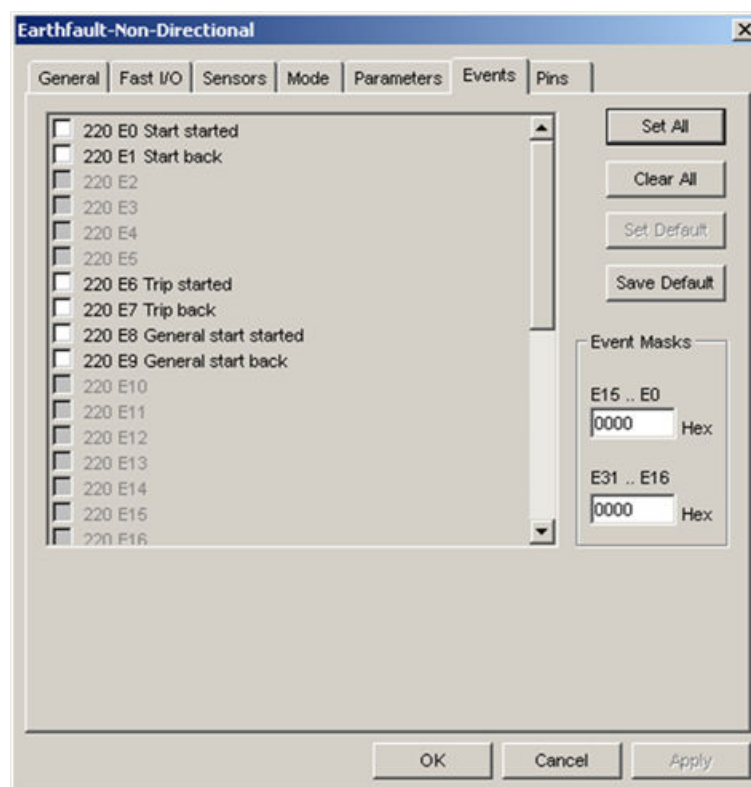 Earthfault-Non-Directional
General Fast I/O Sensors Mode Parameters Events Pins
220 E0 Start started
220 E1 Start back
220 E2
220 E3
220 E4
220 E5
220 E6 Trip started
220 E7 Trip back
220 E8 General start started
220 E9 General start back
220 E10
220 E11
220 E12
220 E13
220 E14
220 E15
220 E16
Set All
Clear All
Set Default
Save Default
Event Masks
E15 .. E0
0000 Hex
E31 .. E16
0000 Hex
OK Cancel Apply